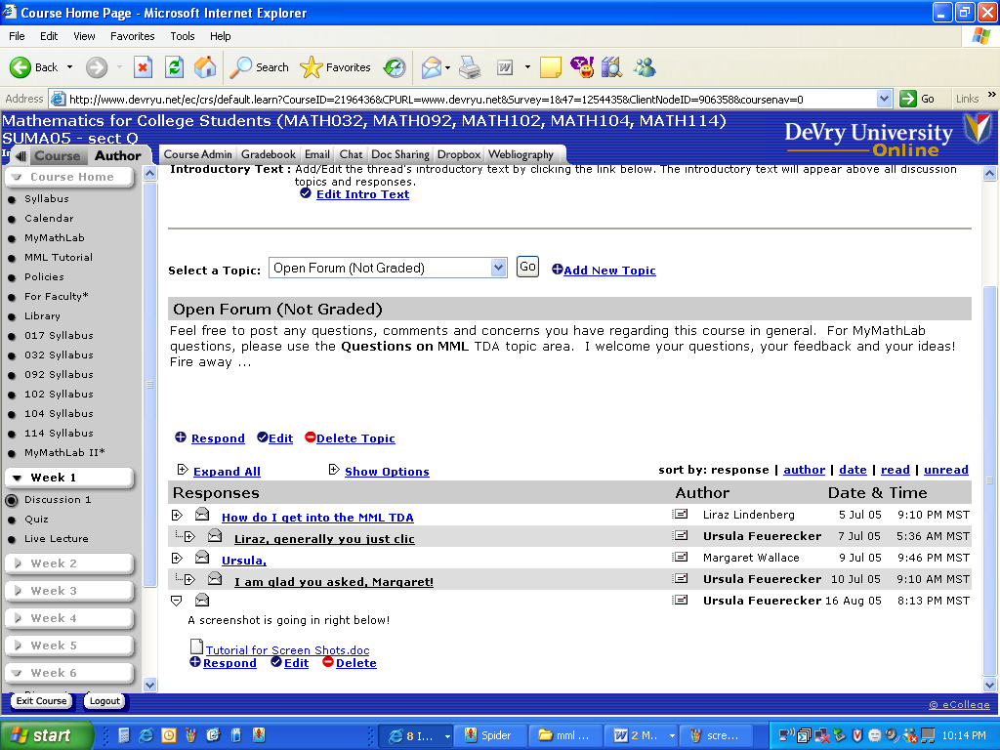 Course Home Page - Microsoft Internet Explorer
File Edit View Favorites Tools Help
Back Search Favorites
Address http://www.devryu.net/ec/crs/default.learn?CourseID=2196436&CPURL=www.devryu.net&Survey=1&47=1254435&ClientNodeID=906358&coursenav=0 Go Links »
Mathematics for College Students (MATH032, MATH092, MATH102, MATH104, MATH114)
SUMA05 - sect Q
DeVry University
Online
Course Author Course Admin Gradebook Email Chat Doc Sharing Dropbox Webliography
Course Home
Syllabus
Calendar
MyMathLab
MML Tutorial
Policies
For Faculty*
Library
017 Syllabus
032 Syllabus
092 Syllabus
102 Syllabus
104 Syllabus
114 Syllabus
MyMathLab II*
Week 1
Discussion 1
Quiz
Live Lecture
Week 2
Week 3
Week 4
Week 5
Week 6
Exit Course Logout
Introductory Text : Add/Edit the thread's introductory text by clicking the link below. The introductory text will appear above all discussion
topics and responses.
Edit Intro Text
Select a Topic: Open Forum (Not Graded) Go Add New Topic
Open Forum (Not Graded)
Feel free to post any questions, comments and concerns you have regarding this course in general. For MyMathLab
questions, please use the Questions on MML TDA topic area. I welcome your questions, your feedback and your ideas!
Fire away ...
Respond Edit Delete Topic
Expand All Show Options sort by: response | author | date | read | unread
Responses Author Date & Time
How do I get into the MML TDA Liraz Lindenberg 5 Jul 05 9:10 PM MST
Liraz, generally you just clic Ursula Feuerecker 7 Jul 05 5:36 AM MST
Ursula, Margaret Wallace 9 Jul 05 9:46 PM MST
I am glad you asked, Margaret! Ursula Feuerecker 10 Jul 05 9:10 AM MST
Ursula Feuerecker 16 Aug 05 8:13 PM MST
A screenshot is going in right below!
Tutorial for Screen Shots.doc
Respond Edit Delete
© eCollege
start 8 I... Spider mml ... 2 M... scre... 10:14 PM